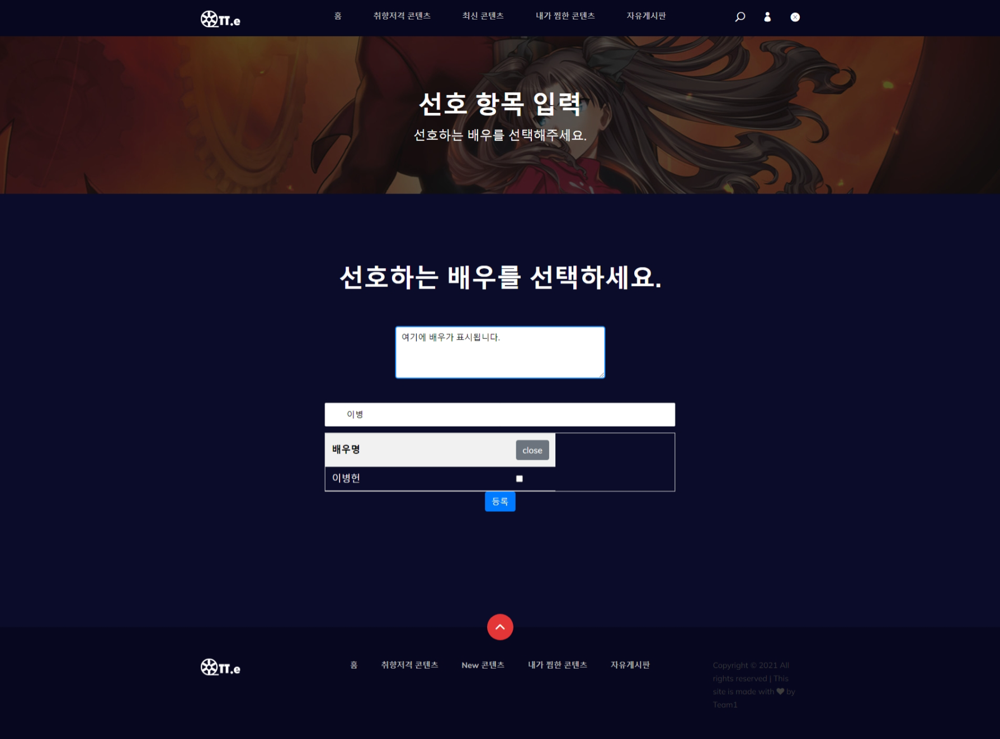 TT.e
홈 취향저격 콘텐츠 최신 콘텐츠 내가 찜한 콘텐츠 자유게시판
선호 항목 입력
선호하는 배우를 선택해주세요.
선호하는 배우를 선택하세요.
여기에 배우가 표시됩니다.
이병
배우명 close
이병헌
등록
TT.e
홈 취향저격 콘텐츠 New 콘텐츠 내가 찜한 콘텐츠 자유게시판
Copyright © 2021 All
rights reserved | This
site is made with ♥ by
Team1